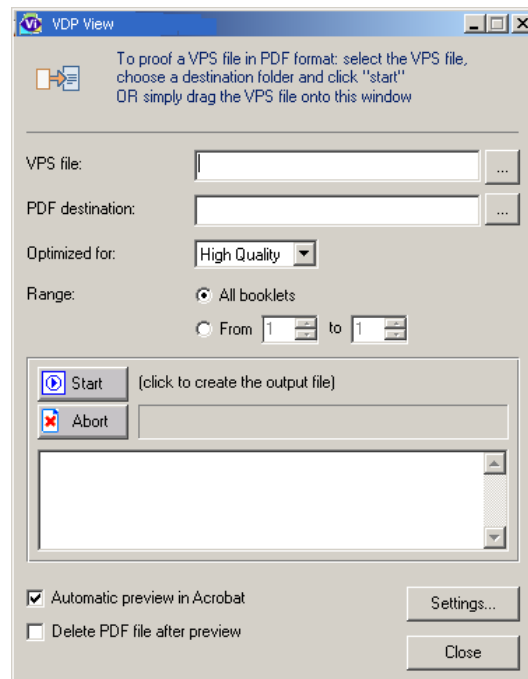 VDP View
To proof a VPS file in PDF format: select the VPS file,
choose a destination folder and click "start"
OR simply drag the VPS file onto this window
VPS file:
...
PDF destination:
...
Optimized for:
High Quality
Range:
All booklets
From 1 to 1
Start
(click to create the output file)
Abort
Automatic preview in Acrobat
Settings...
Delete PDF file after preview
Close